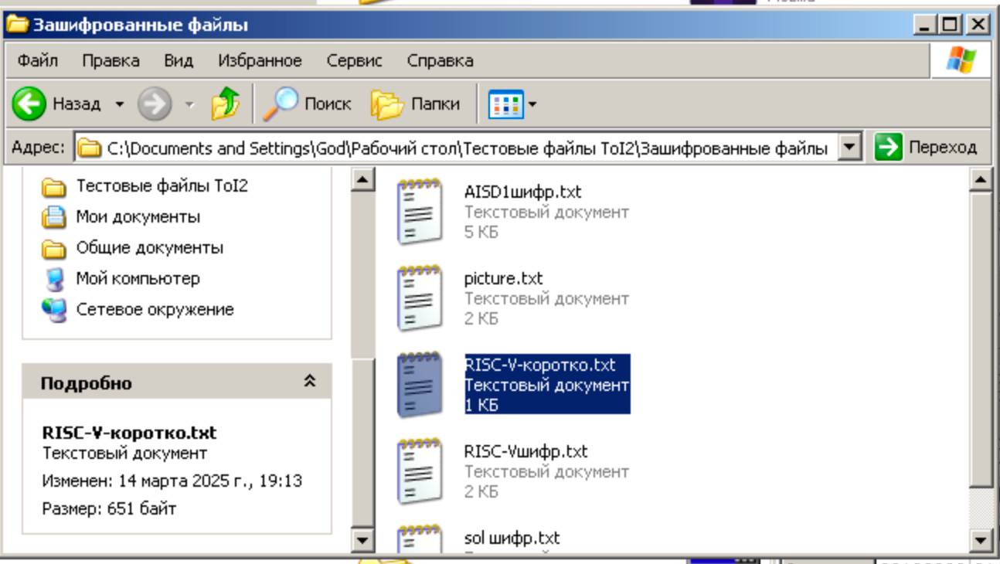 Зашифрованные файлы
Файл Правка Вид Избранное Сервис Справка
Назад Поиск Папки
Адрес: C:\Documents and Settings\God\Рабочий стол\Тестовые файлы ToI2\Зашифрованные файлы Переход
Тестовые файлы ToI2
Мои документы
Общие документы
Мой компьютер
Сетевое окружение
Подробно
RISC-V-коротко.txt
Текстовый документ
Изменен: 14 марта 2025 г., 19:13
Размер: 651 байт
AISD1шифр.txt
Текстовый документ
5 КБ
picture.txt
Текстовый документ
2 КБ
RISC-V-коротко.txt
Текстовый документ
1 КБ
RISC-Vшифр.txt
Текстовый документ
2 КБ
sol шифр.txt